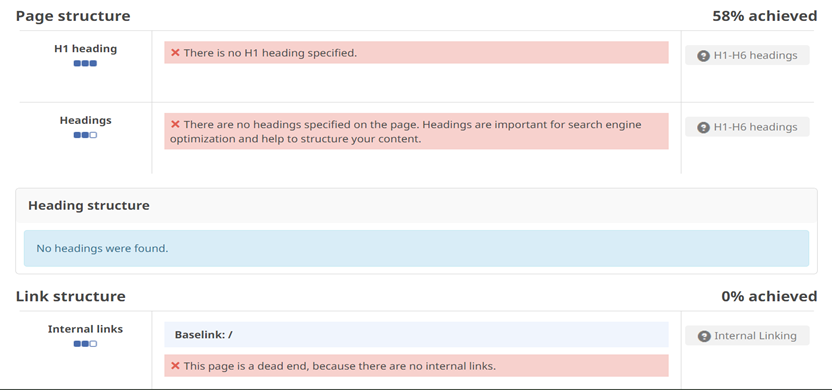 Page structure
58% achieved
H1 heading
✕ There is no H1 heading specified.
? H1-H6 headings
Headings
✕ There are no headings specified on the page. Headings are important for search engine
optimization and help to structure your content.
? H1-H6 headings
Heading structure
No headings were found.
Link structure
0% achieved
Internal links
Baselink: /
? Internal Linking
✕ This page is a dead end, because there are no internal links.